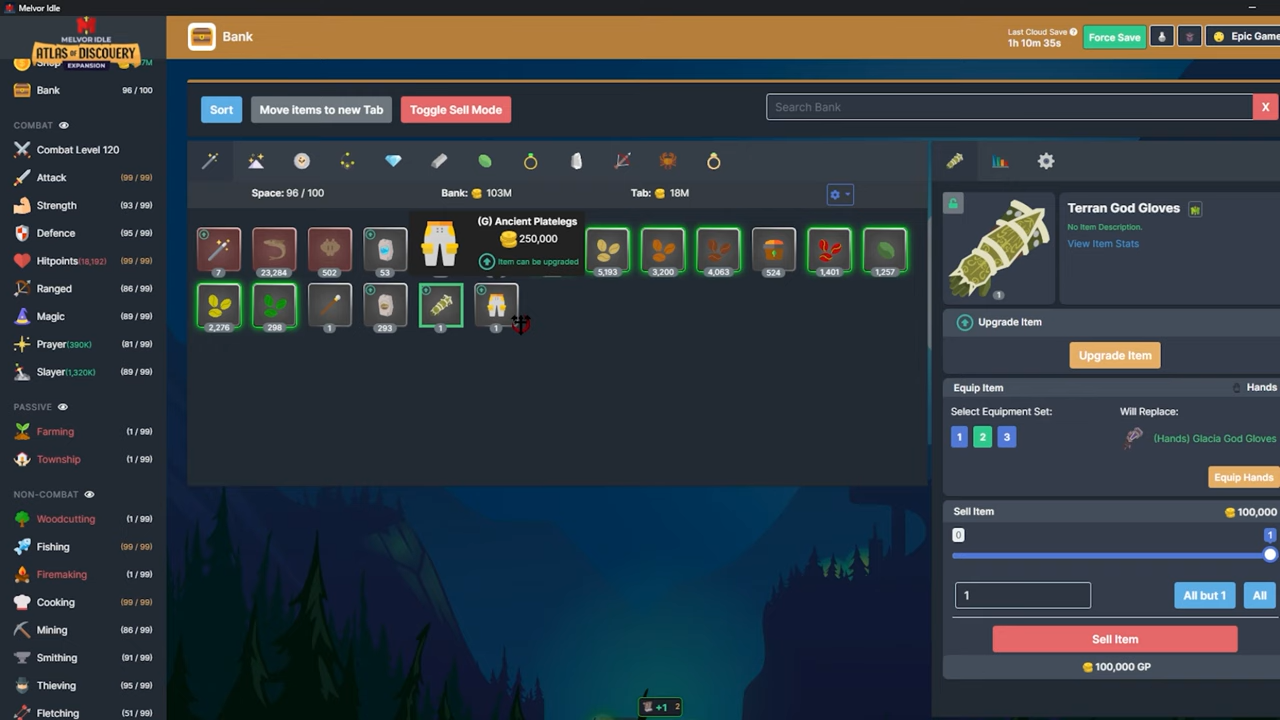 Melvor Idle
MELVOR IDLE
ATLAS OF DISCOVERY
EXPANSION
Bank
Last Cloud Save
1h 10m 35s
Force Save
Epic Game
Bank 96 / 100
COMBAT
Combat Level 120
Attack (99 / 99)
Strength (93 / 99)
Defence (99 / 99)
Hitpoints(18,192) (99 / 99)
Ranged (89 / 99)
Magic (89 / 99)
Prayer(390K) (81 / 99)
Slayer(1,320K) (89 / 99)
PASSIVE
Farming (1 / 99)
Township (1 / 99)
NON-COMBAT
Woodcutting (1 / 99)
Fishing (99 / 99)
Firemaking (1 / 99)
Cooking (99 / 99)
Mining (86 / 99)
Smithing (91 / 99)
Thieving (95 / 99)
Fletching (51 / 99)
Sort
Move items to new Tab
Toggle Sell Mode
Search Bank
X
Space: 96 / 100
Bank: 103M
Tab: 18M
(G) Ancient Platelegs
250,000
Item can be upgraded
7
23,284
502
53
5,193
3,200
4,063
524
1,401
1,257
2,276
298
1
293
1
1
Terran God Gloves
No Item Description.
View Item Stats
1
Upgrade Item
Upgrade Item
Equip Item
Hands
Select Equipment Set:
Will Replace:
1 2 3
(Hands) Glacia God Gloves
Equip Hands
Sell Item
100,000
0
1
1
All but 1
All
Sell Item
100,000 GP
+1 2